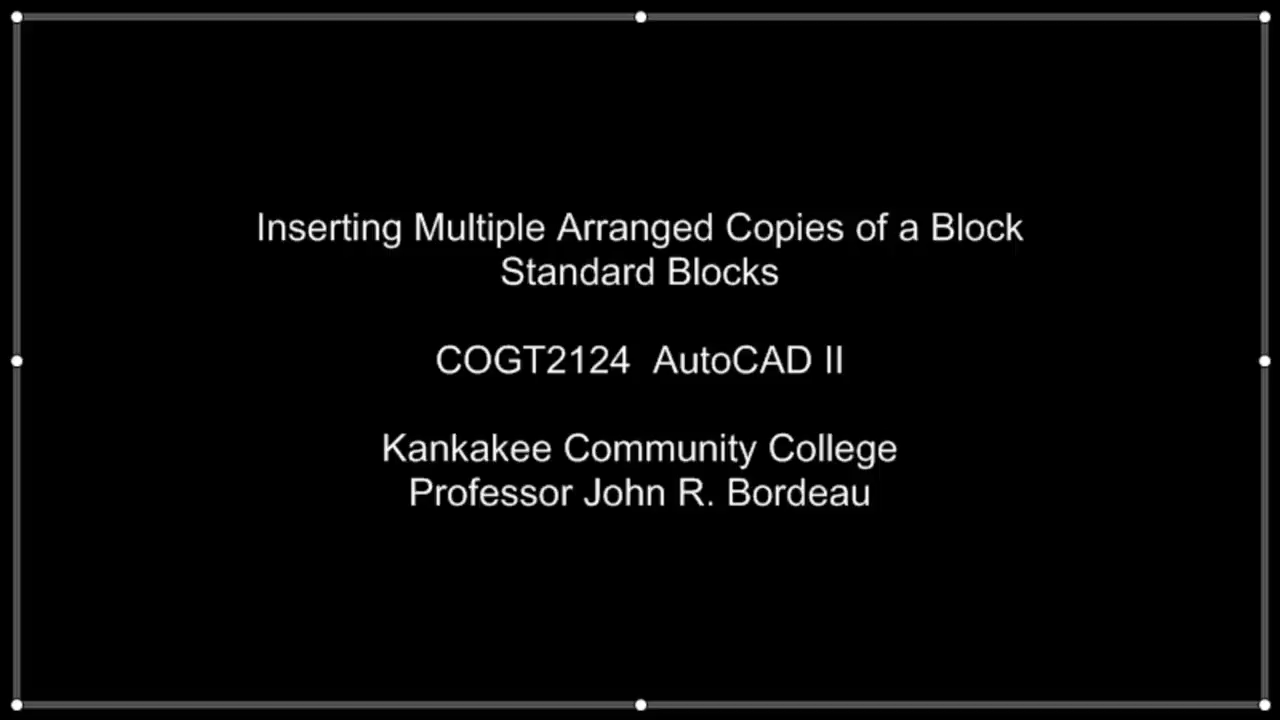 Inserting Multiple Arranged Copies of a Block
Standard Blocks
COGT2124 AutoCAD II
Kankakee Community College
Professor John R. Bordeau